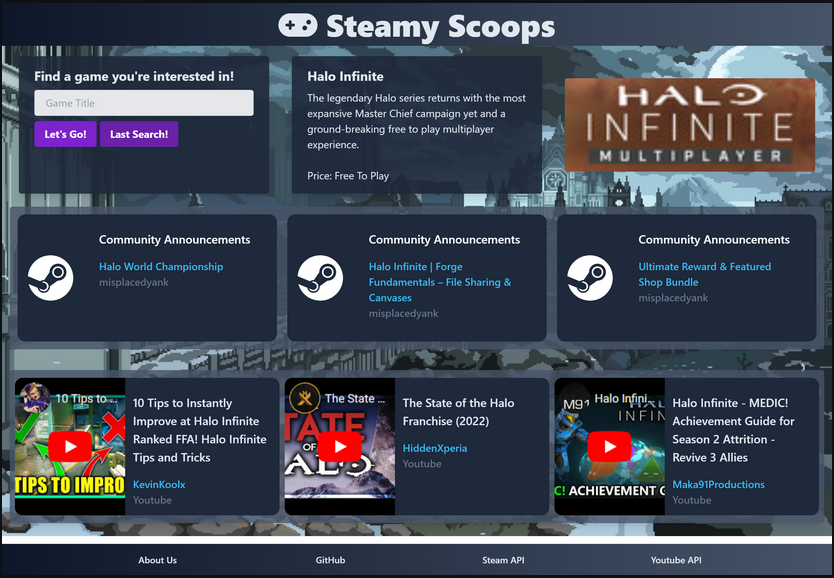 Steamy Scoops
Find a game you're interested in!
Game Title
Let's Go!
Last Search!
Halo Infinite
The legendary Halo series returns with the most
expansive Master Chief campaign yet and a
ground-breaking free to play multiplayer
experience.
Price: Free To Play
HALO
INFINITE
MULTIPLAYER
Community Announcements
Halo World Championship
misplacedyank
Community Announcements
Halo Infinite | Forge
Fundamentals – File Sharing &
Canvases
misplacedyank
Community Announcements
Ultimate Reward & Featured
Shop Bundle
misplacedyank
10 Tips to ...
TIPS TO IMPRO
10 Tips to Instantly
Improve at Halo Infinite
Ranked FFA! Halo Infinite
Tips and Tricks
KevinKoolx
Youtube
The State ...
TATE
OF
HALO
The State of the Halo
Franchise (2022)
HiddenXperia
Youtube
M91
Halo Infini...
INFIN
C! ACHIEVEMENT G
Halo Infinite - MEDIC!
Achievement Guide for
Season 2 Attrition -
Revive 3 Allies
Maka91Productions
Youtube
About Us
GitHub
Steam API
Youtube API